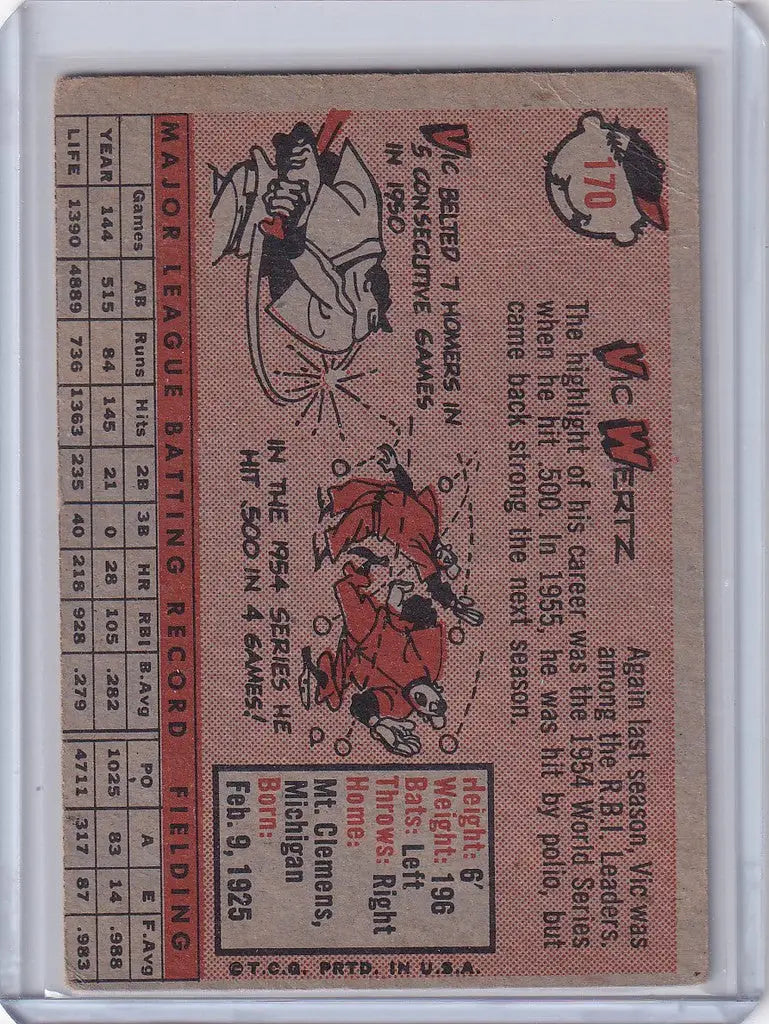 170
VIC WERTZ
Again last season, Vic was
among the R.B.I. Leaders.
The highlight of his career was the 1954 World Series
when he hit .500. In 1955, he was hit by polio, but
came back strong the next season.
VIC BELTED 7 HOMERS IN
5 CONSECUTIVE GAMES
IN 1950
IN THE 1954 SERIES HE
HIT .500 IN 4 GAMES!
Height: 6'
Weight: 196
Bats: Left
Throws: Right
Home:
Mt. Clemens,
Michigan
Born:
Feb. 9, 1925
©T.C.G. PRTD. IN U.S.A.
MAJOR LEAGUE BATTING RECORD FIELDING
Games AB Runs Hits 2B 3B HR RBI B.Avg PO A E F.Avg
YEAR 144 515 84 145 21 0 28 105 .282 1025 83 14 .988
LIFE 1390 4889 736 1363 235 40 218 928 .279 4711 317 87 .983